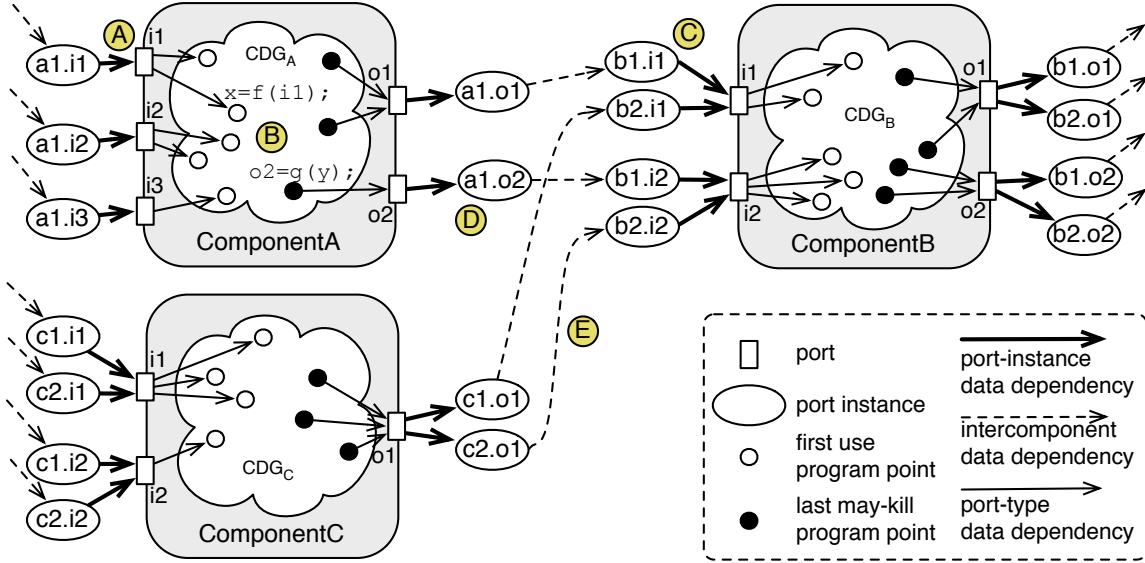 A
i1
a1.i1
CDGA
x=f(i1);
o1
a1.o1
i2
a1.i2
B
o2=g(y);
a1.o2
i3
a1.i3
o2
D
ComponentA
C
b1.i1
b2.i1
b1.i2
b2.i2
i1
i2
CDGB
o1
o2
b1.o1
b2.o1
b1.o2
b2.o2
ComponentB
c1.i1
c2.i1
c1.i2
c2.i2
i1
i2
CDGC
o1
c1.o1
c2.o1
ComponentC
E
port
port instance
first use
program point
last may-kill
program point
port-instance
data dependency
intercomponent
data dependency
port-type
data dependency